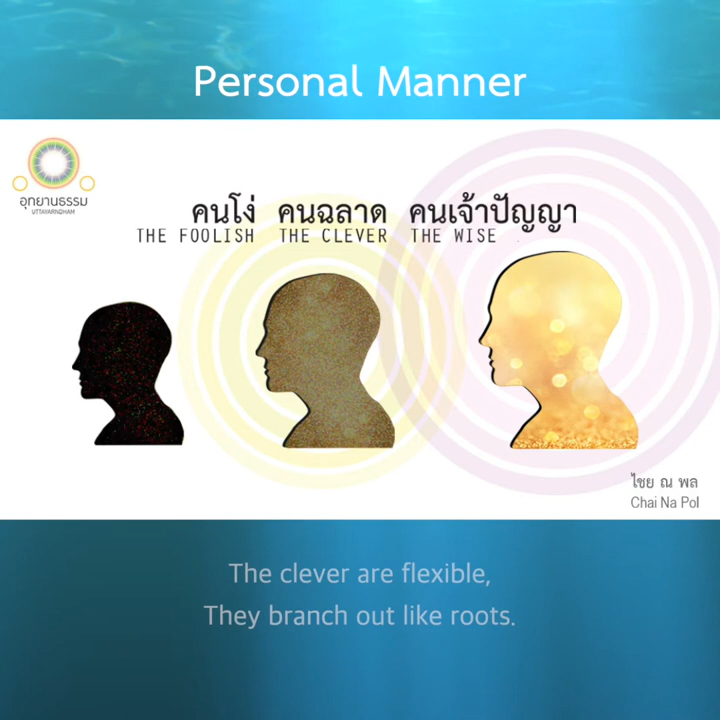 Personal Manner
อุทยานธรรม
UTTAYARNDHAM
คนโง่ คนฉลาด คนเจ้าปัญญา
THE FOOLISH THE CLEVER THE WISE
ไชย ณ พล
Chai Na Pol
The clever are flexible,
They branch out like roots.